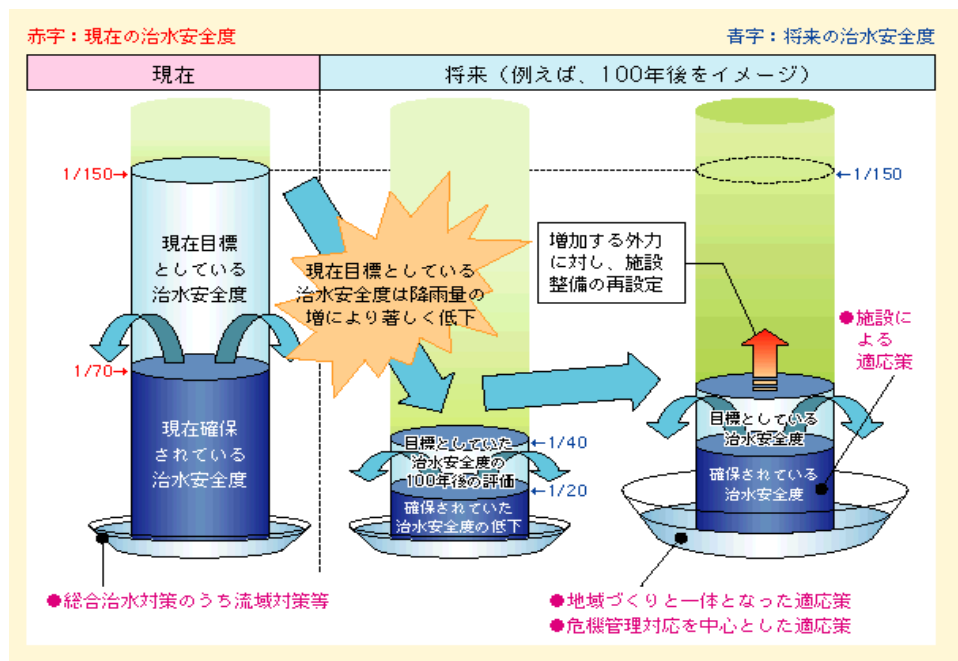 赤字：現在の治水安全度
青字：将来の治水安全度
現在
将来（例えば、100年後をイメージ）
1/150→
←1/150
現在目標
としている
治水安全度
現在目標としている
治水安全度は降雨量の
増により著しく低下
増加する外力
に対し、施設
整備の再設定
●施設に
よる
適応策
1/70→
現在確保
されている
治水安全度
目標としていた
治水安全度の
100年後の評価
←1/40
←1/20
確保されていた
治水安全度の低下
目標としている
治水安全度
確保されている
治水安全度
●総合治水対策のうち流域対策等
●地域づくりと一体となった適応策
●危機管理対応を中心とした適応策